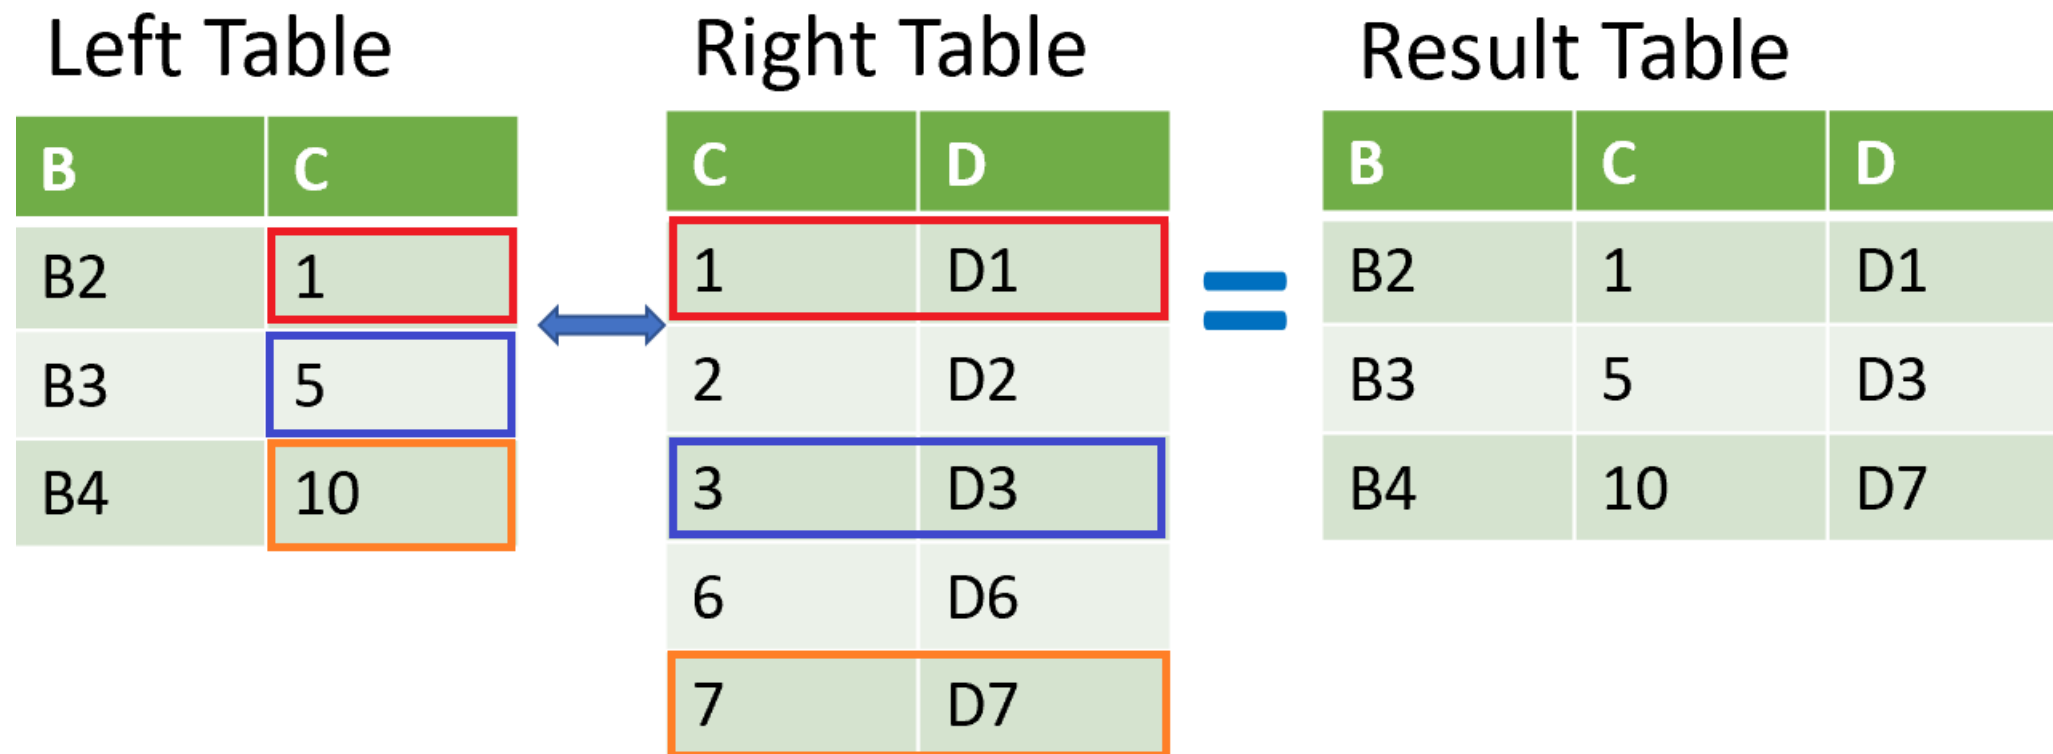 Left Table
B C
B2 1
B3 5
B4 10
Right Table
C D
1 D1
2 D2
3 D3
6 D6
7 D7
=
Result Table
B C D
B2 1 D1
B3 5 D3
B4 10 D7